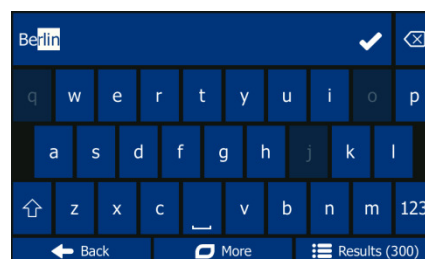 Berlin
q w e r t y u i o p
a s d f g h j k l
z x c v b n m 123
Back More Results (300)